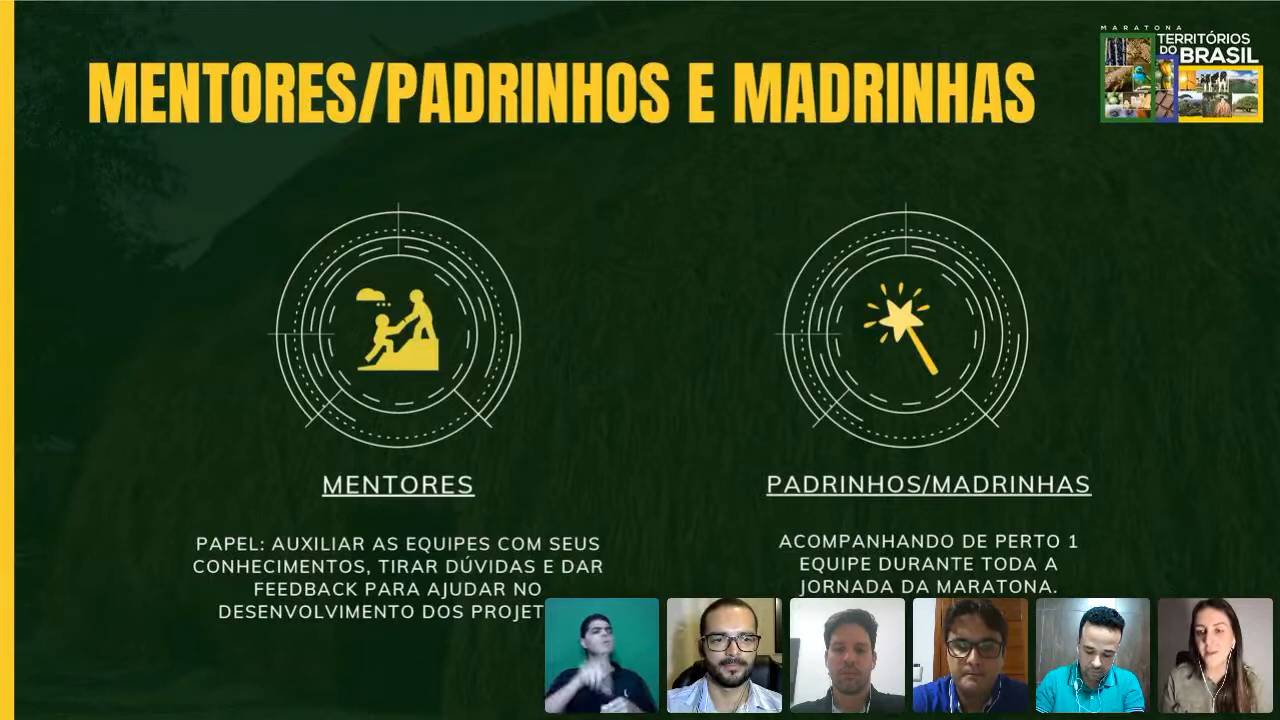 MARATONA
TERRITÓRIOS
DO BRASIL
MENTORES/PADRINHOS E MADRINHAS
MENTORES
PAPEL: AUXILIAR AS EQUIPES COM SEUS
CONHECIMENTOS, TIRAR DÚVIDAS E DAR
FEEDBACK PARA AJUDAR NO
DESENVOLVIMENTO DOS PROJET
PADRINHOS/MADRINHAS
ACOMPANHANDO DE PERTO 1
EQUIPE DURANTE TODA A
JORNADA DA MARATONA.